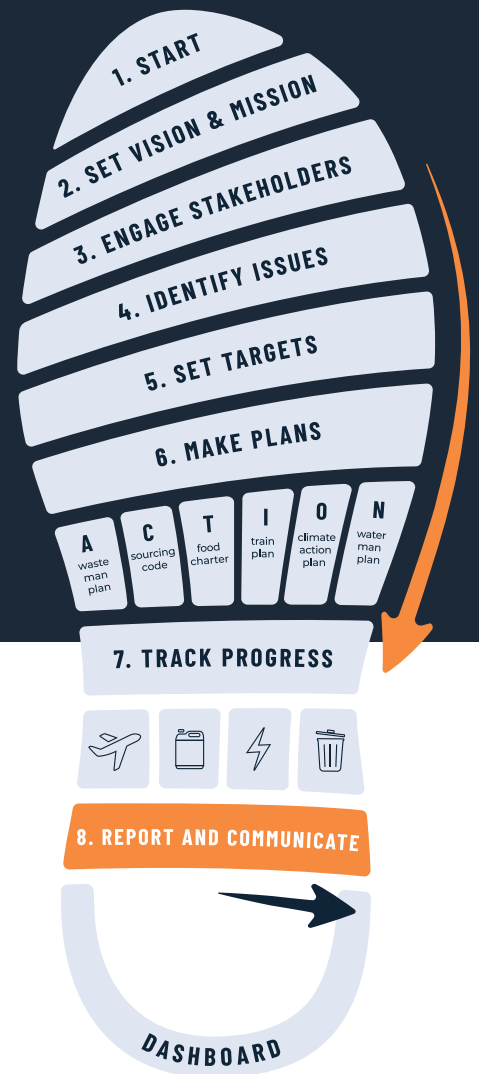 1. START
2. SET VISION & MISSION
3. ENGAGE STAKEHOLDERS
4. IDENTIFY ISSUES
5. SET TARGETS
6. MAKE PLANS
A
waste
man
plan
C
sourcing
code
T
food
charter
I
train
plan
O
climate
action
plan
N
water
man
plan
7. TRACK PROGRESS
8. REPORT AND COMMUNICATE
DASHBOARD